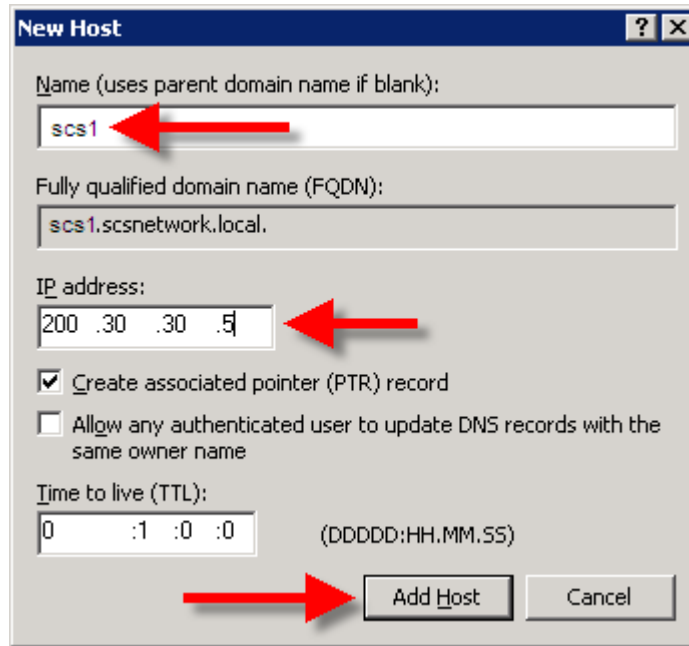 New Host
? X
Name (uses parent domain name if blank):
scs1
Fully qualified domain name (FQDN):
scs1.scsnetwork.local.
IP address:
200 .30 .30 .5
Create associated pointer (PTR) record
Allow any authenticated user to update DNS records with the
same owner name
Time to live (TTL):
0 :1 :0 :0 (DDDDD:HH.MM.SS)
Add Host Cancel